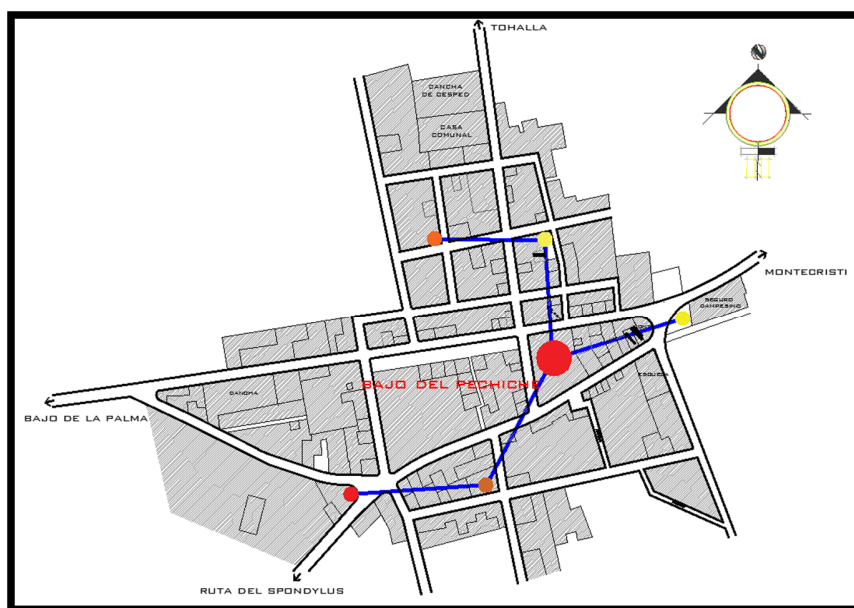 TOHALLA
CANCHA
DE CESPED
CASA
COMUNAL
MONTECRISTI
SEGURO
CAMPESINO
BAJO DEL PECHICHE
ESCUELA
CANCHA
BAJO DE LA PALMA
RUTA DEL SPONDYLUS